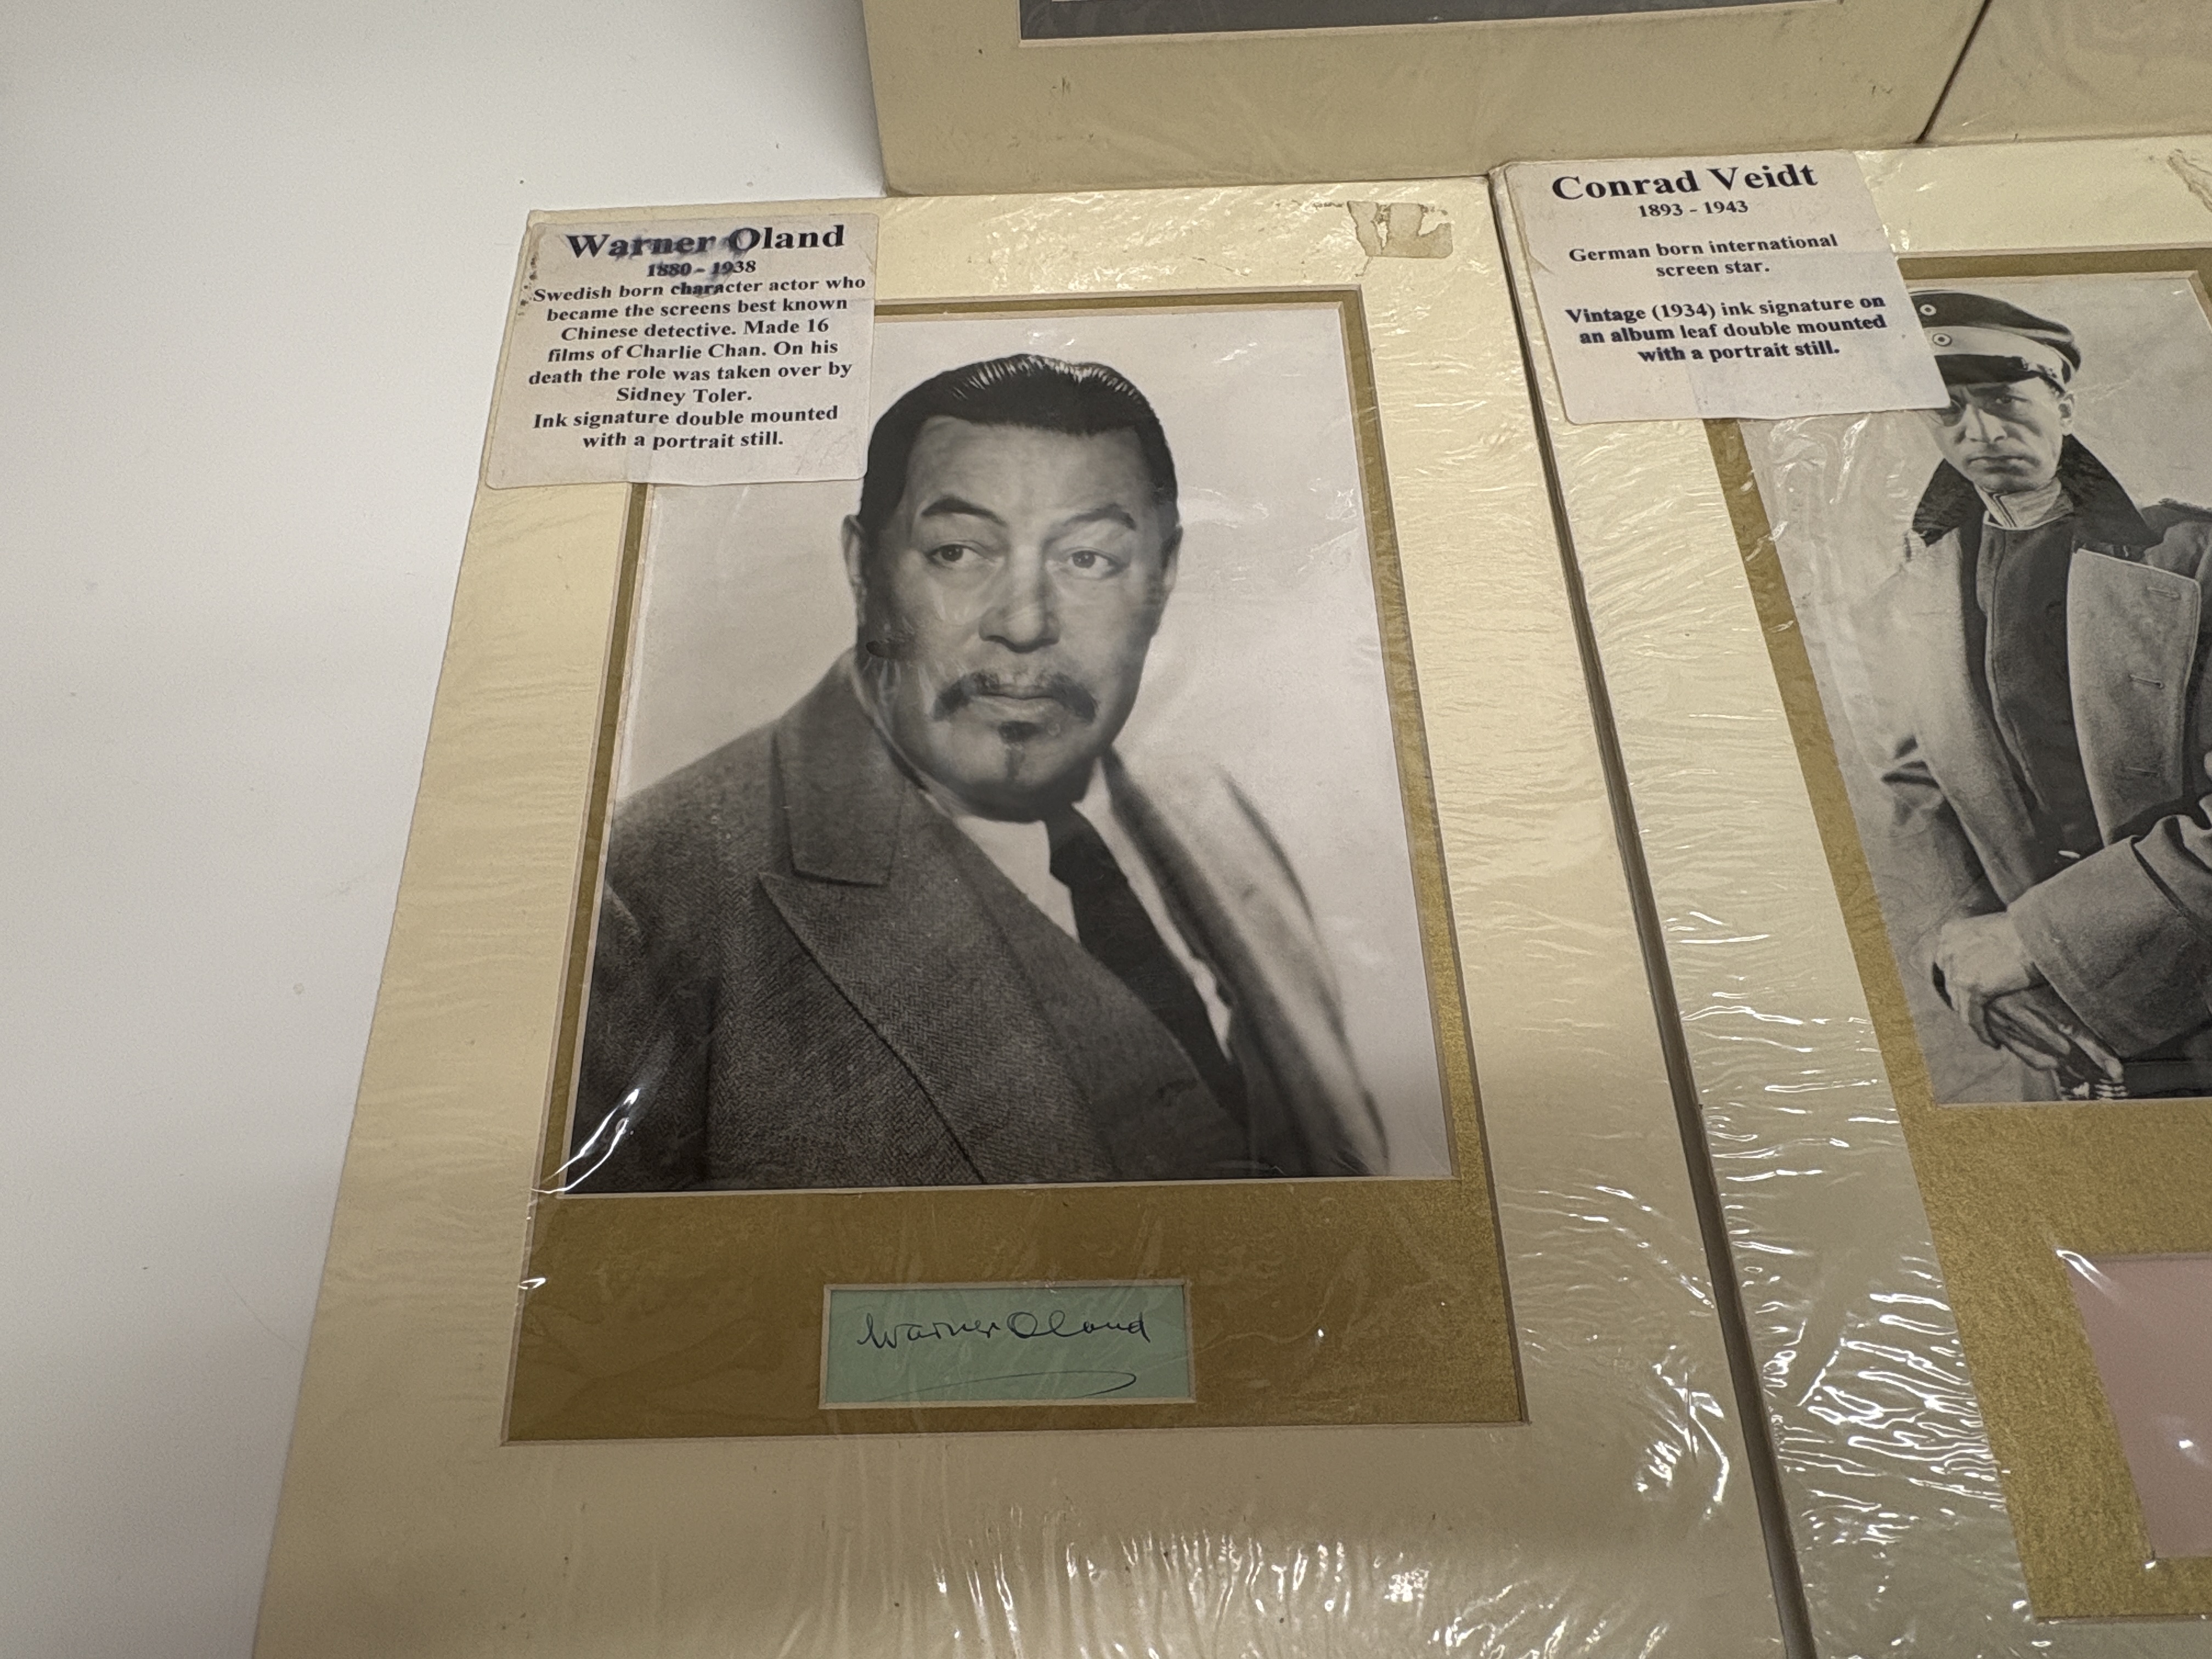 Warner Oland
1880 - 1938
Swedish born character actor who
became the screens best known
Chinese detective. Made 16
films of Charlie Chan. On his
death the role was taken over by
Sidney Toler.
Ink signature double mounted
with a portrait still.
Warner Oland
Conrad Veidt
1893 - 1943
German born international
screen star.
Vintage (1934) ink signature on
an album leaf double mounted
with a portrait still.